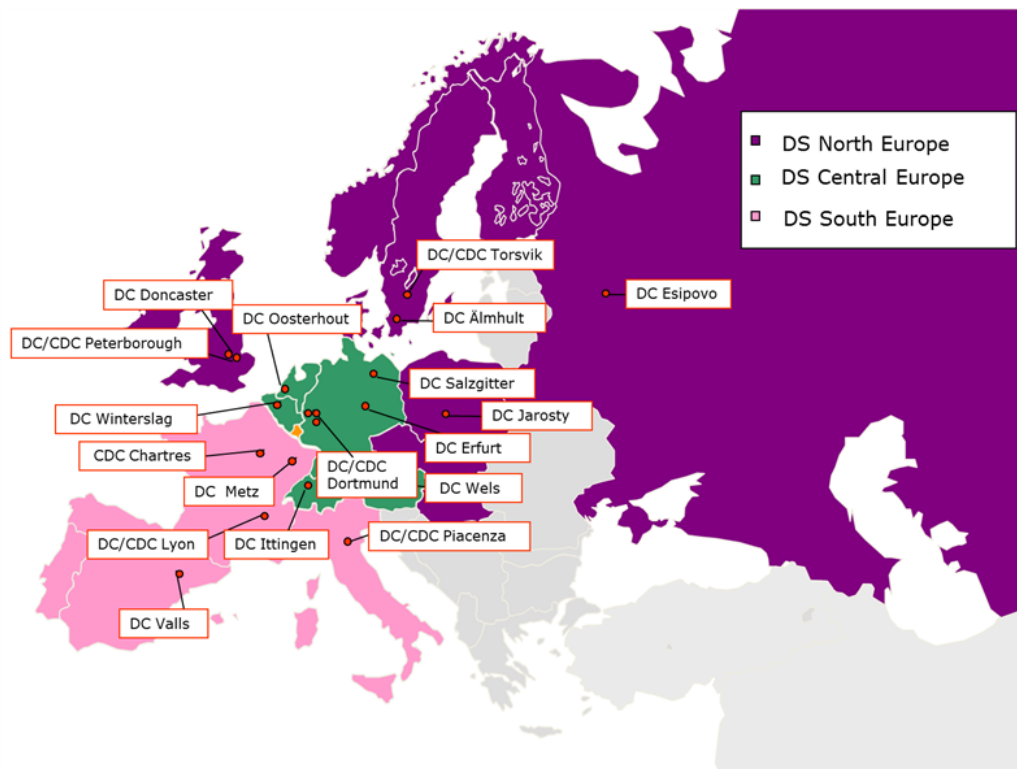 DS North Europe
DS Central Europe
DS South Europe
DC/CDC Torsvik
DC Doncaster
DC Esipovo
DC Oosterhout
DC Älmhult
DC/CDC Peterborough
DC Salzgitter
DC Winterslag
DC Jarosty
DC Erfurt
CDC Chartres
DC/CDC
Dortmund
DC Metz
DC Wels
DC/CDC Lyon
DC Ittingen
DC/CDC Piacenza
DC Valls